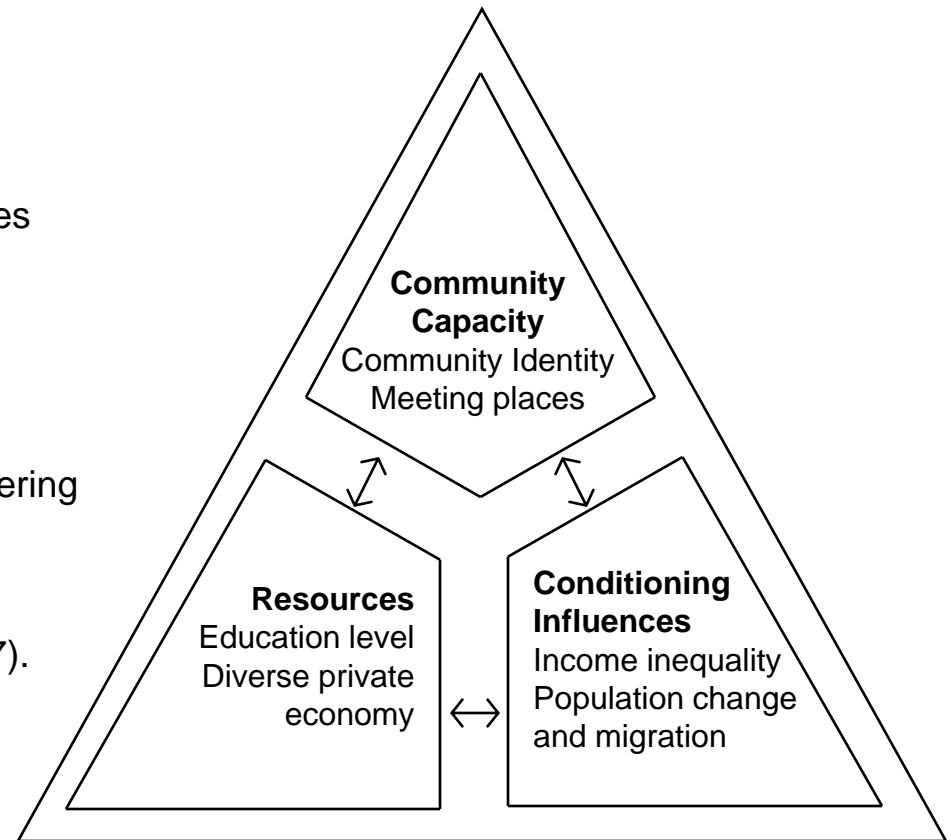 es
ering
7).
Community
Capacity
Community Identity
Meeting places
Resources
Education level
Diverse private
economy
Conditioning
Influences
Income inequality
Population change
and migration